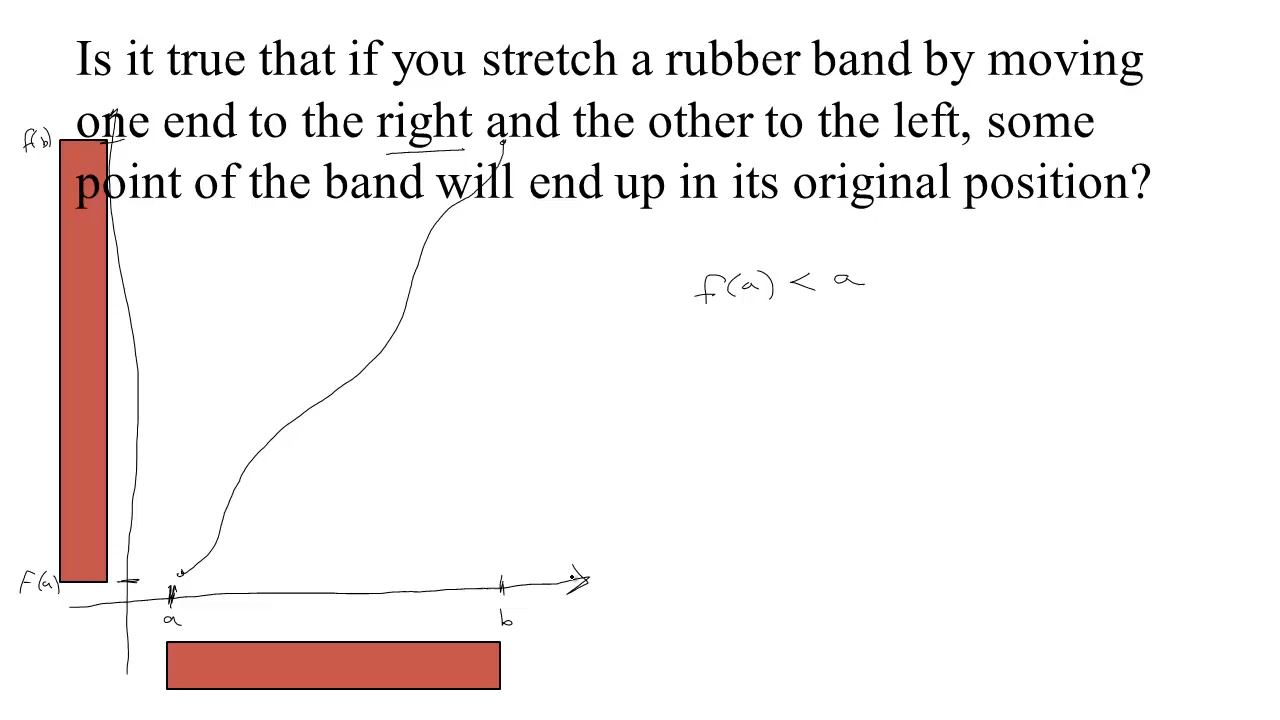 Is it true that if you stretch a rubber band by moving
one end to the right and the other to the left, some
point of the band will end up in its original position?
f(b)
f(a) < a
F(a)
a
b